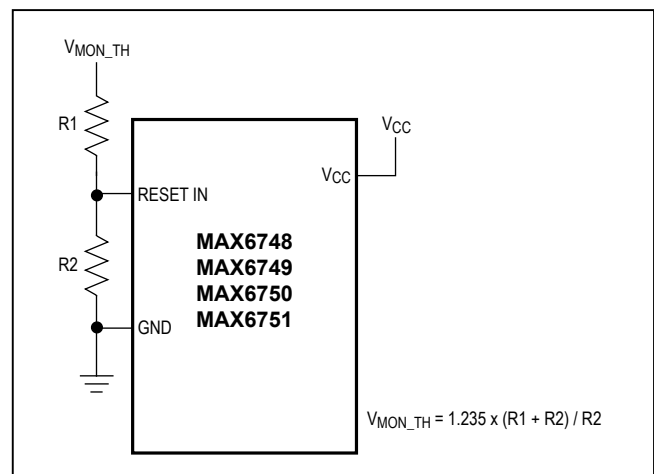 VMON_TH
R1
VCC
VCC
RESET IN
R2
MAX6748
MAX6749
MAX6750
MAX6751
GND
VMON_TH = 1.235 x (R1 + R2) / R2